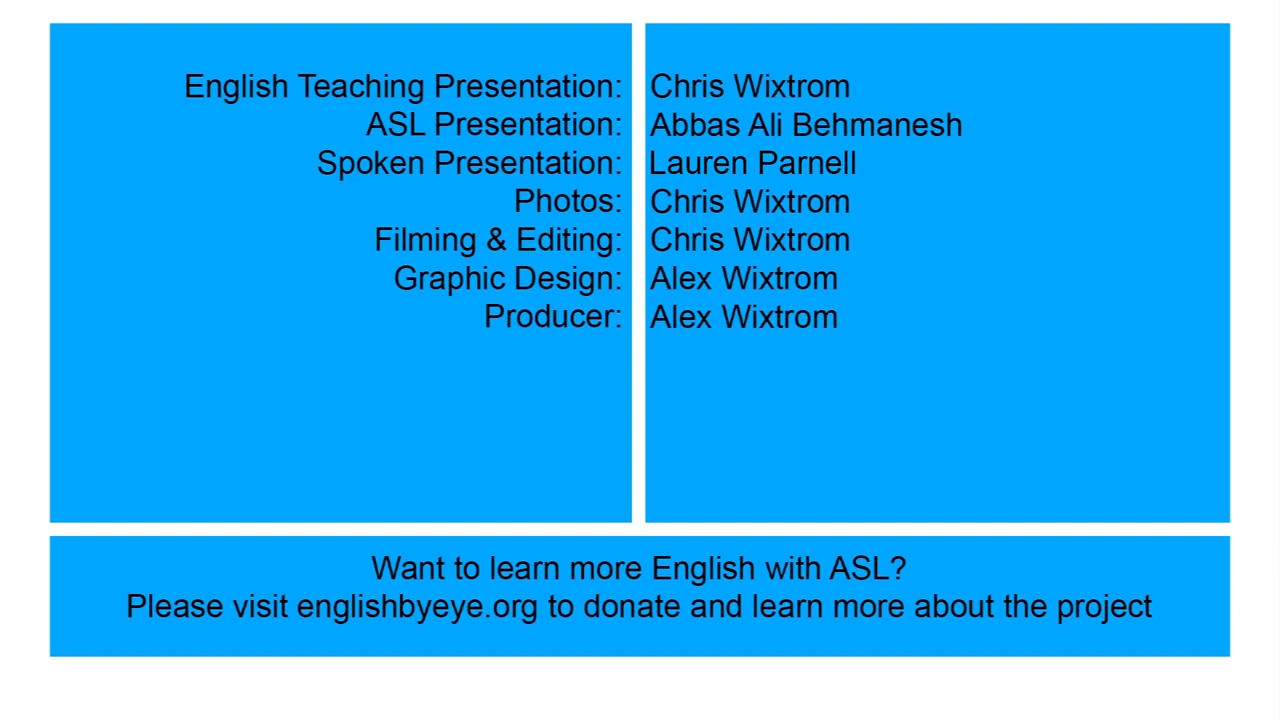 English Teaching Presentation: Chris Wixtrom
ASL Presentation: Abbas Ali Behmanesh
Spoken Presentation: Lauren Parnell
Photos: Chris Wixtrom
Filming & Editing: Chris Wixtrom
Graphic Design: Alex Wixtrom
Producer: Alex Wixtrom
Want to learn more English with ASL?
Please visit englishbyeye.org to donate and learn more about the project